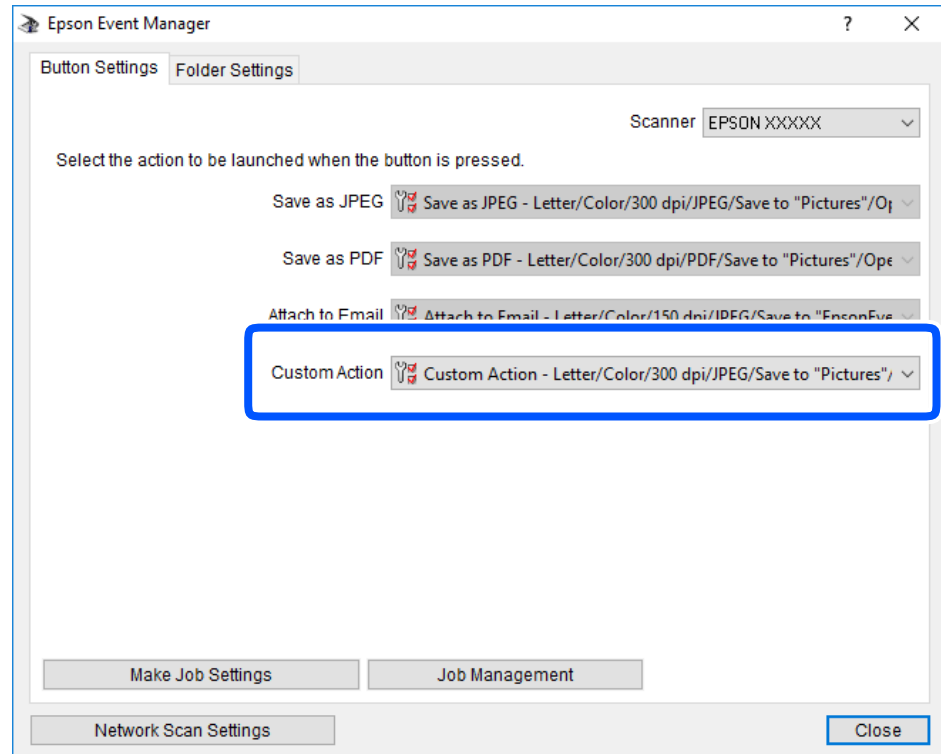 Epson Event Manager
?
Button Settings
Folder Settings
Scanner EPSON XXXXX
Select the action to be launched when the button is pressed.
Save as JPEG Save as JPEG - Letter/Color/300 dpi/JPEG/Save to "Pictures"/Op
Save as PDF Save as PDF - Letter/Color/300 dpi/PDF/Save to "Pictures"/Ope
Attach to Email Attach to Email - Letter/Color/150 dpi/JPEG/Save to "EpsonEve
Custom Action Custom Action - Letter/Color/300 dpi/JPEG/Save to "Pictures"/
Make Job Settings
Job Management
Network Scan Settings
Close